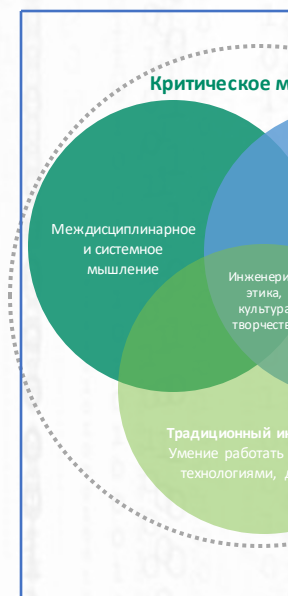 Критическое м
Междисциплинарное
и системное
мышление
Инженери
этика,
культура
творчеств
Традиционный ин
Умение работать
технологиями, д